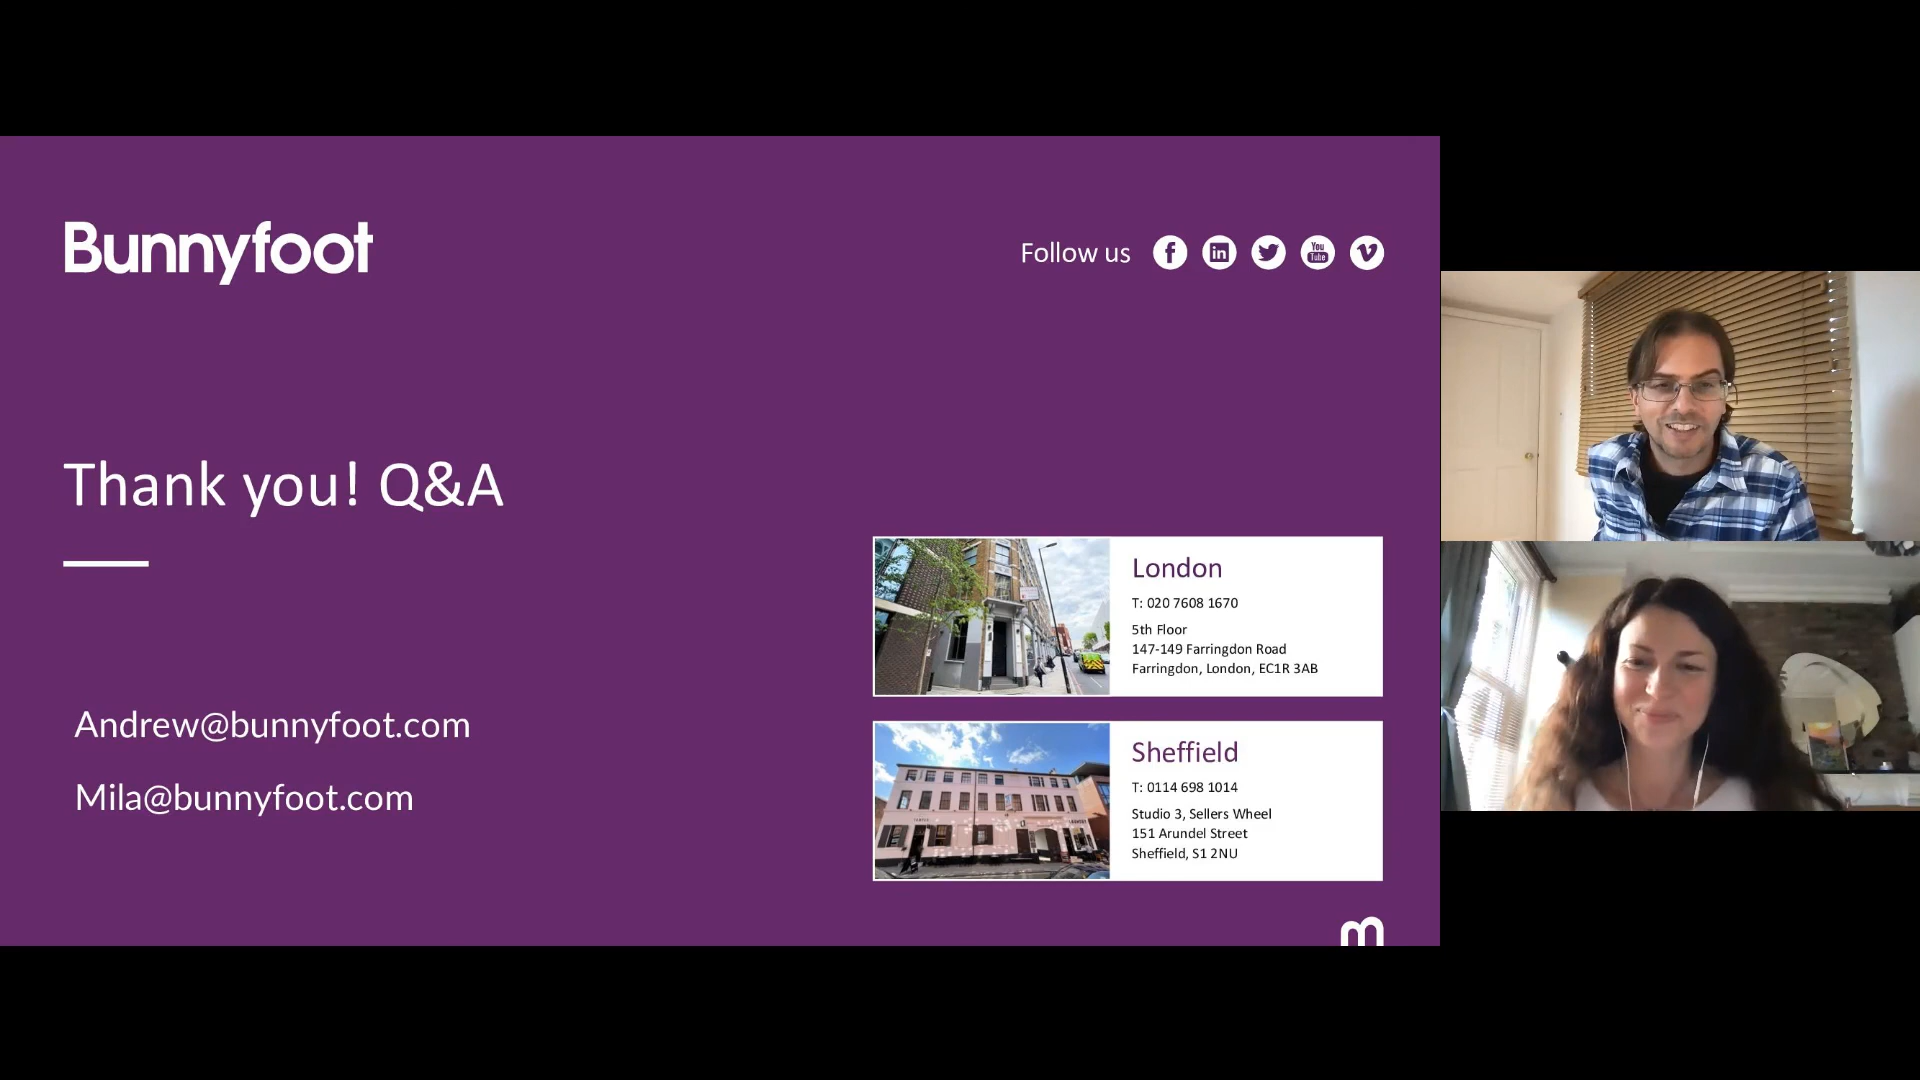 Bunnyfoot
Follow us
You
Tube
Thank you! Q&A
Andrew@bunnyfoot.com
Mila@bunnyfoot.com
London
T: 020 7608 1670
5th Floor
147-149 Farringdon Road
Farringdon, London, EC1R 3AB
Sheffield
T: 0114 698 1014
Studio 3, Sellers Wheel
151 Arundel Street
Sheffield, S1 2NU